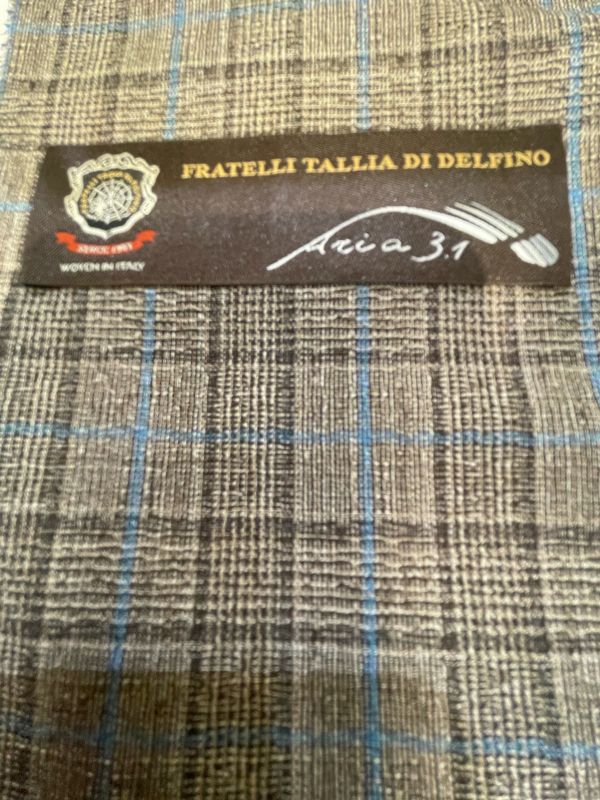 FRATELLI TALLIA DI DELFINO
Aria 3.1
SINCE 1903
WOVEN IN ITALY